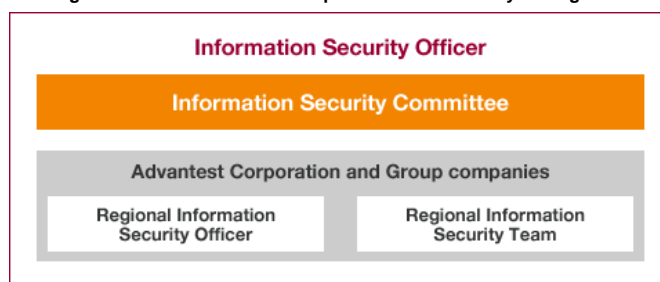 Information Security Officer
Information Security Committee
Advantest Corporation and Group companies
Regional Information
Security Officer
Regional Information
Security Team